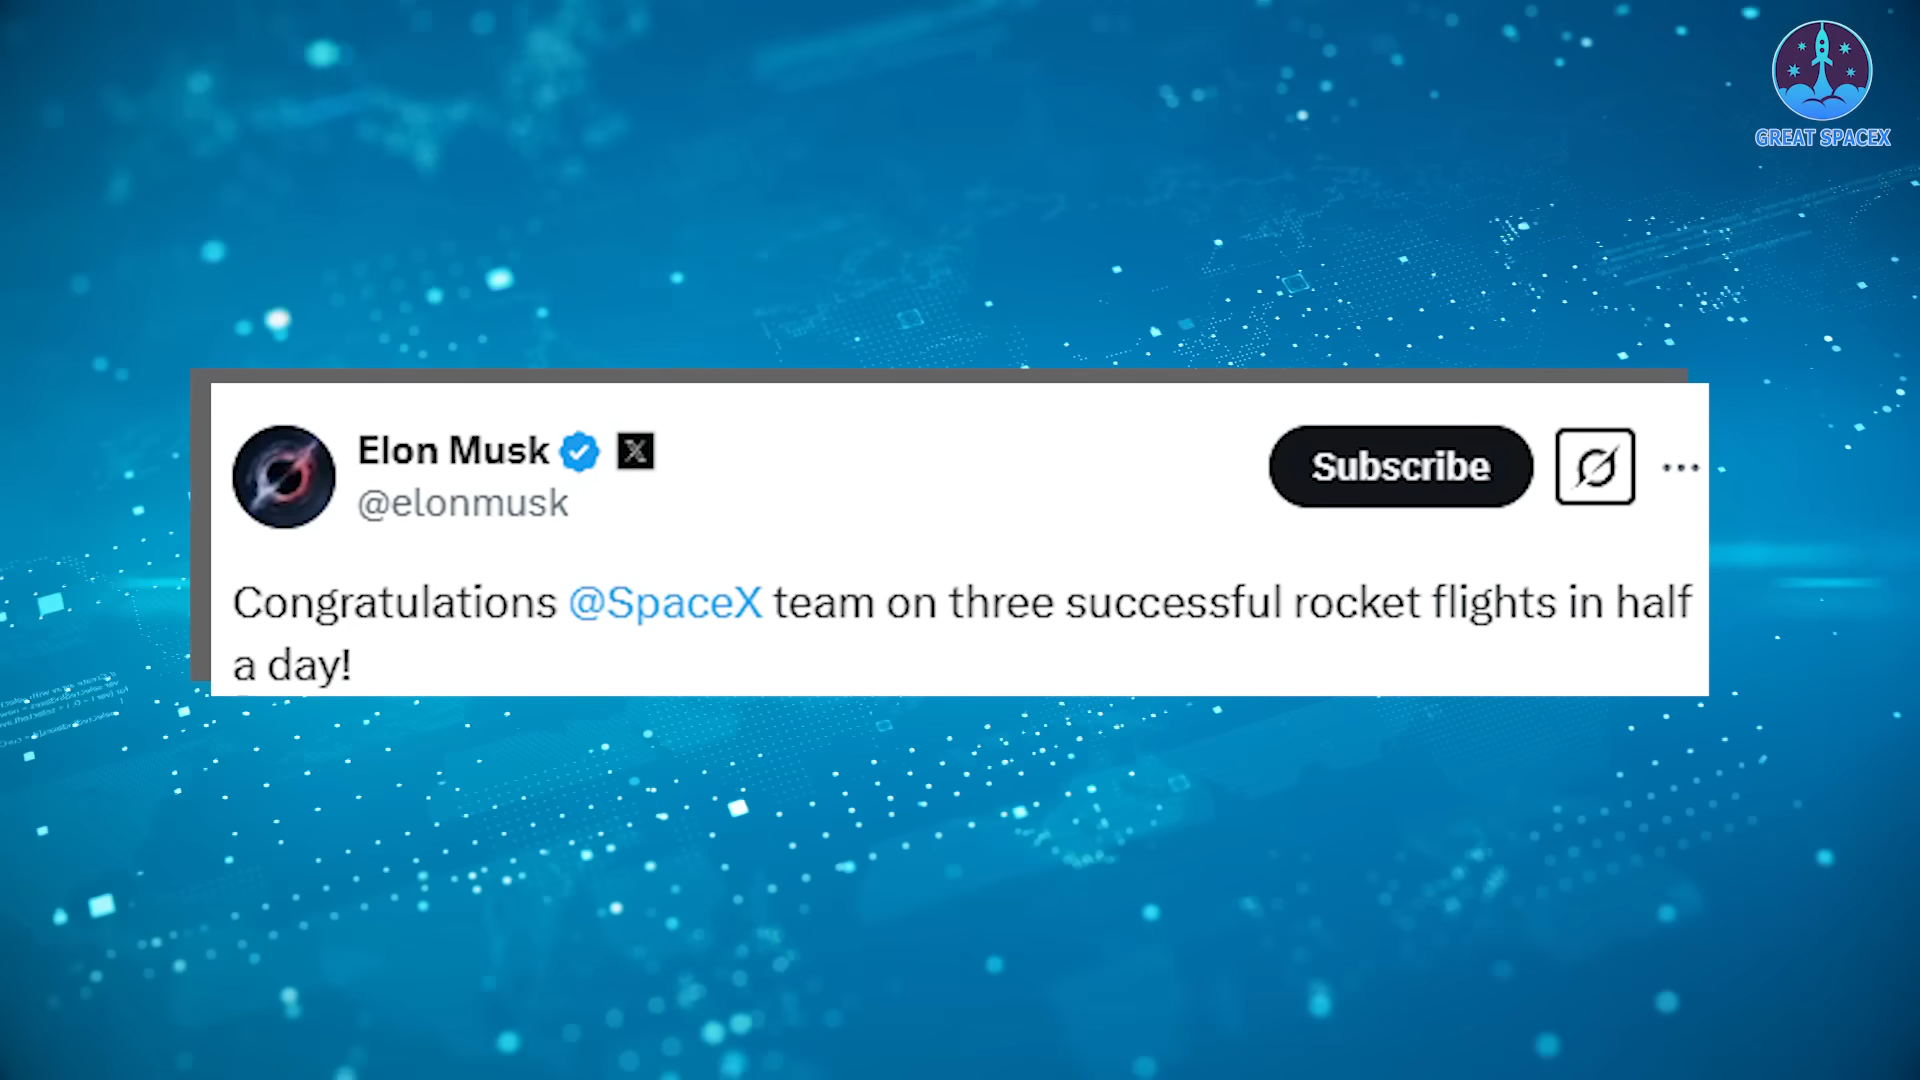 GREAT SPACEX
Elon Musk
@elonmusk
Subscribe
Congratulations @SpaceX team on three successful rocket flights in half
a day!